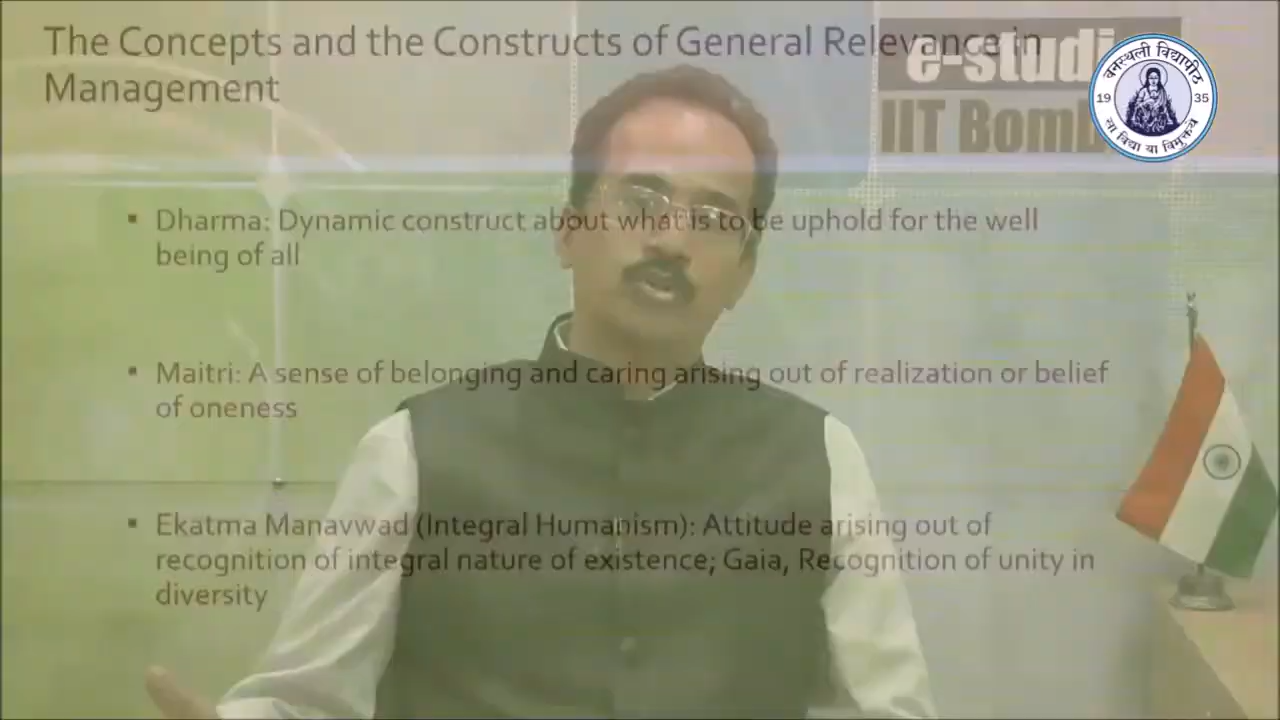 The Concepts and the Constructs of General Relevance in
Management
e-studi
IIT Bomb
वनस्थली विद्यापीठ
19 35
सा विद्या या विमुक्तये
▪ Dharma: Dynamic construct about what is to be uphold for the well
being of all
▪ Maitri: A sense of belonging and caring arising out of realization or belief
of oneness
▪ Ekatma Manavwad (Integral Humanism): Attitude arising out of
recognition of integral nature of existence; Gaia, Recognition of unity in
diversity